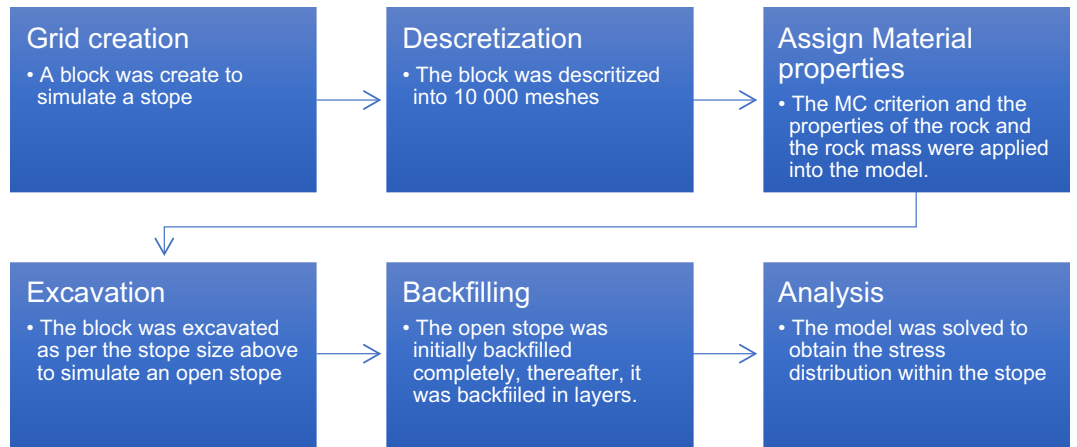 Grid creation
• A block was create to
simulate a stope
Descretization
• The block was descritized
into 10 000 meshes
Assign Material
properties
• The MC criterion and the
properties of the rock and
the rock mass were applied
into the model.
Excavation
• The block was excavated
as per the stope size above
to simulate an open stope
Backfilling
• The open stope was
initially backfilled
completely, thereafter, it
was backfiilled in layers.
Analysis
• The model was solved to
obtain the stress
distribution within the stope